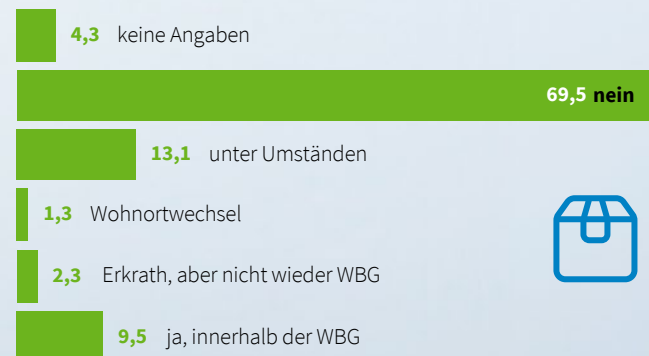 4,3 keine Angaben
69,5 nein
13,1 unter Umständen
1,3 Wohnortwechsel
2,3 Erkrath, aber nicht wieder WBG
9,5 ja, innerhalb der WBG